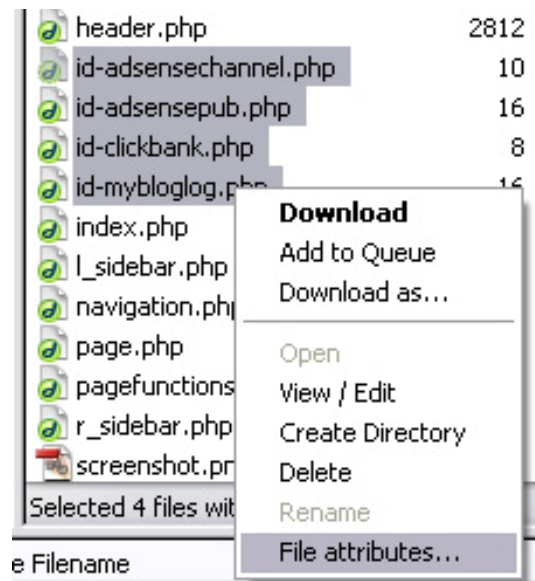 header.php 2812
id-adsensechannel.php 10
id-adsensepub.php 16
id-clickbank.php 8
id-mybloglog.php 16
index.php
l_sidebar.php
navigation.php
page.php
pagefunctions
r_sidebar.php
screenshot.pn
Selected 4 files wit
e Filename
Download
Add to Queue
Download as...
Open
View / Edit
Create Directory
Delete
Rename
File attributes...